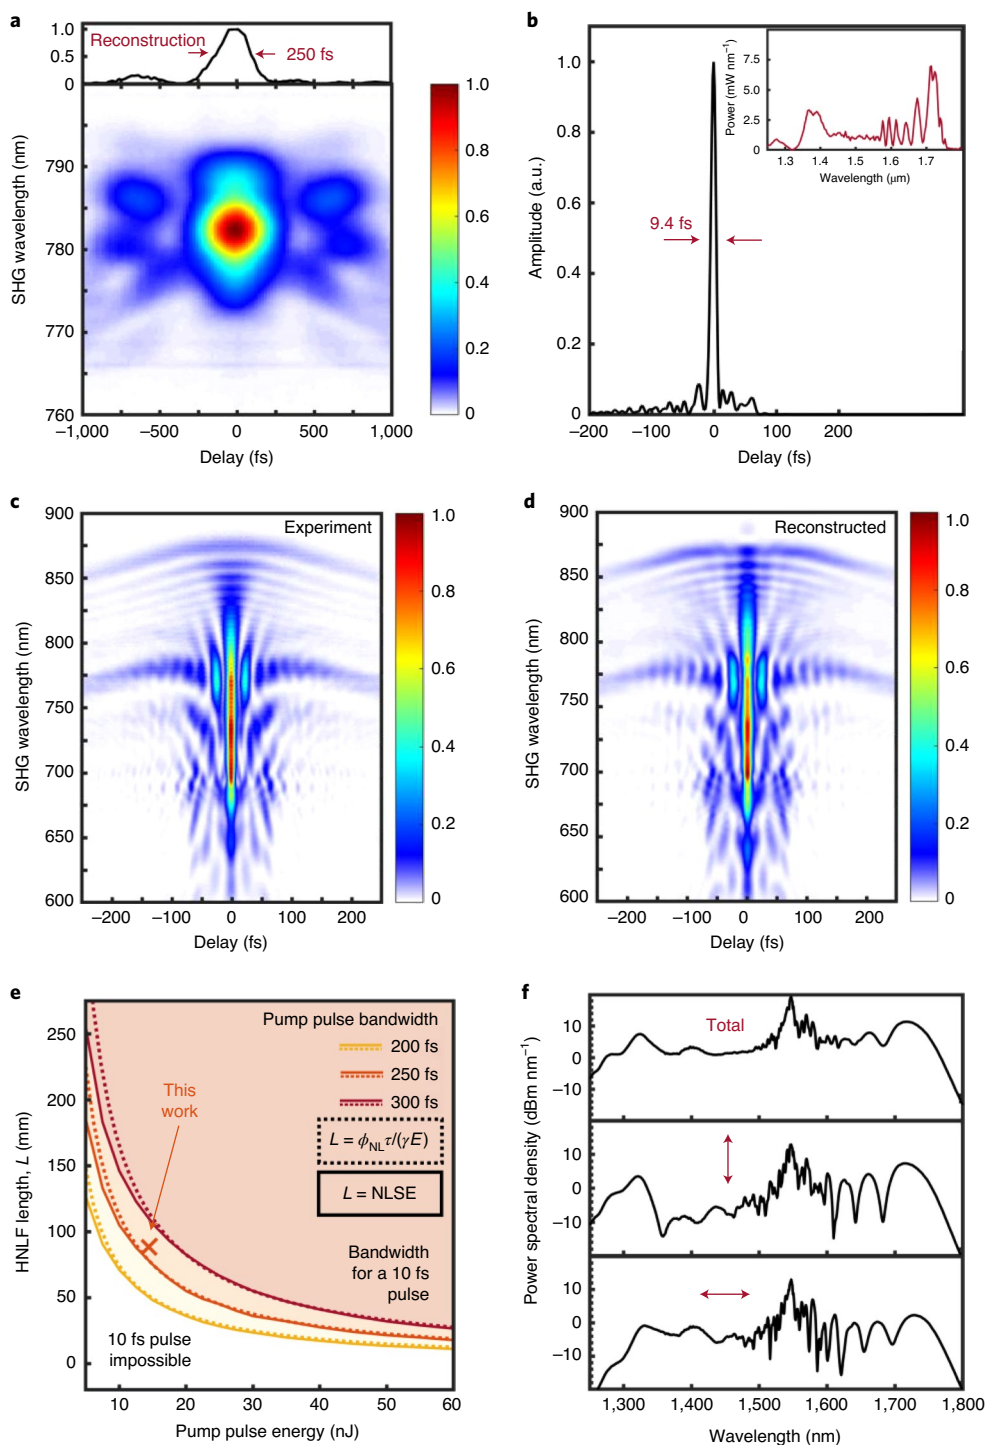 a
1.0
0.5
0
Reconstruction
250 fs
SHG wavelength (nm)
790
780
770
760
−1,000
−500
0
500
1,000
Delay (fs)
1.0
0.8
0.6
0.4
0.2
0
b
Amplitude (a.u.)
1.0
0.8
0.6
0.4
0.2
0
−200
−100
0
100
200
Delay (fs)
9.4 fs
Power (mW nm⁻¹)
7.5
5.0
2.5
0
1.3
1.4
1.5
1.6
1.7
Wavelength (μm)
c
Experiment
SHG wavelength (nm)
900
850
800
750
700
650
600
−200
−100
0
100
200
Delay (fs)
1.0
0.8
0.6
0.4
0.2
0
d
Reconstructed
SHG wavelength (nm)
900
850
800
750
700
650
600
−200
−100
0
100
200
Delay (fs)
1.0
0.8
0.6
0.4
0.2
0
e
HNLF length, L (mm)
250
200
150
100
50
0
10
20
30
40
50
60
Pump pulse energy (nJ)
Pump pulse bandwidth
200 fs
250 fs
300 fs
This
work
L = ϕNLτ/(γE)
L = NLSE
Bandwidth
for a 10 fs
pulse
10 fs pulse
impossible
f
Power spectral density (dBm nm⁻¹)
Total
10
0
−10
10
0
−10
10
0
−10
1,300
1,400
1,500
1,600
1,700
1,800
Wavelength (nm)